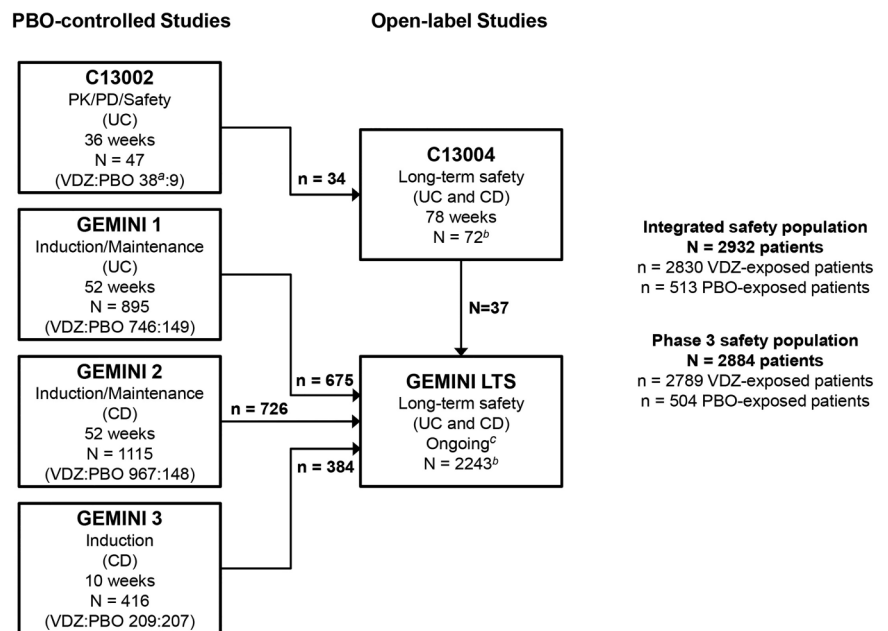 PBO-controlled Studies
Open-label Studies
C13002
PK/PD/Safety
(UC)
36 weeks
N = 47
(VDZ:PBO 38a:9)
n = 34
C13004
Long-term safety
(UC and CD)
78 weeks
N = 72b
GEMINI 1
Induction/Maintenance
(UC)
52 weeks
N = 895
(VDZ:PBO 746:149)
N=37
GEMINI 2
Induction/Maintenance
(CD)
52 weeks
N = 1115
(VDZ:PBO 967:148)
n = 675
n = 726
n = 384
GEMINI LTS
Long-term safety
(UC and CD)
Ongoingc
N = 2243b
GEMINI 3
Induction
(CD)
10 weeks
N = 416
(VDZ:PBO 209:207)
Integrated safety population
N = 2932 patients
n = 2830 VDZ-exposed patients
n = 513 PBO-exposed patients
Phase 3 safety population
N = 2884 patients
n = 2789 VDZ-exposed patients
n = 504 PBO-exposed patients